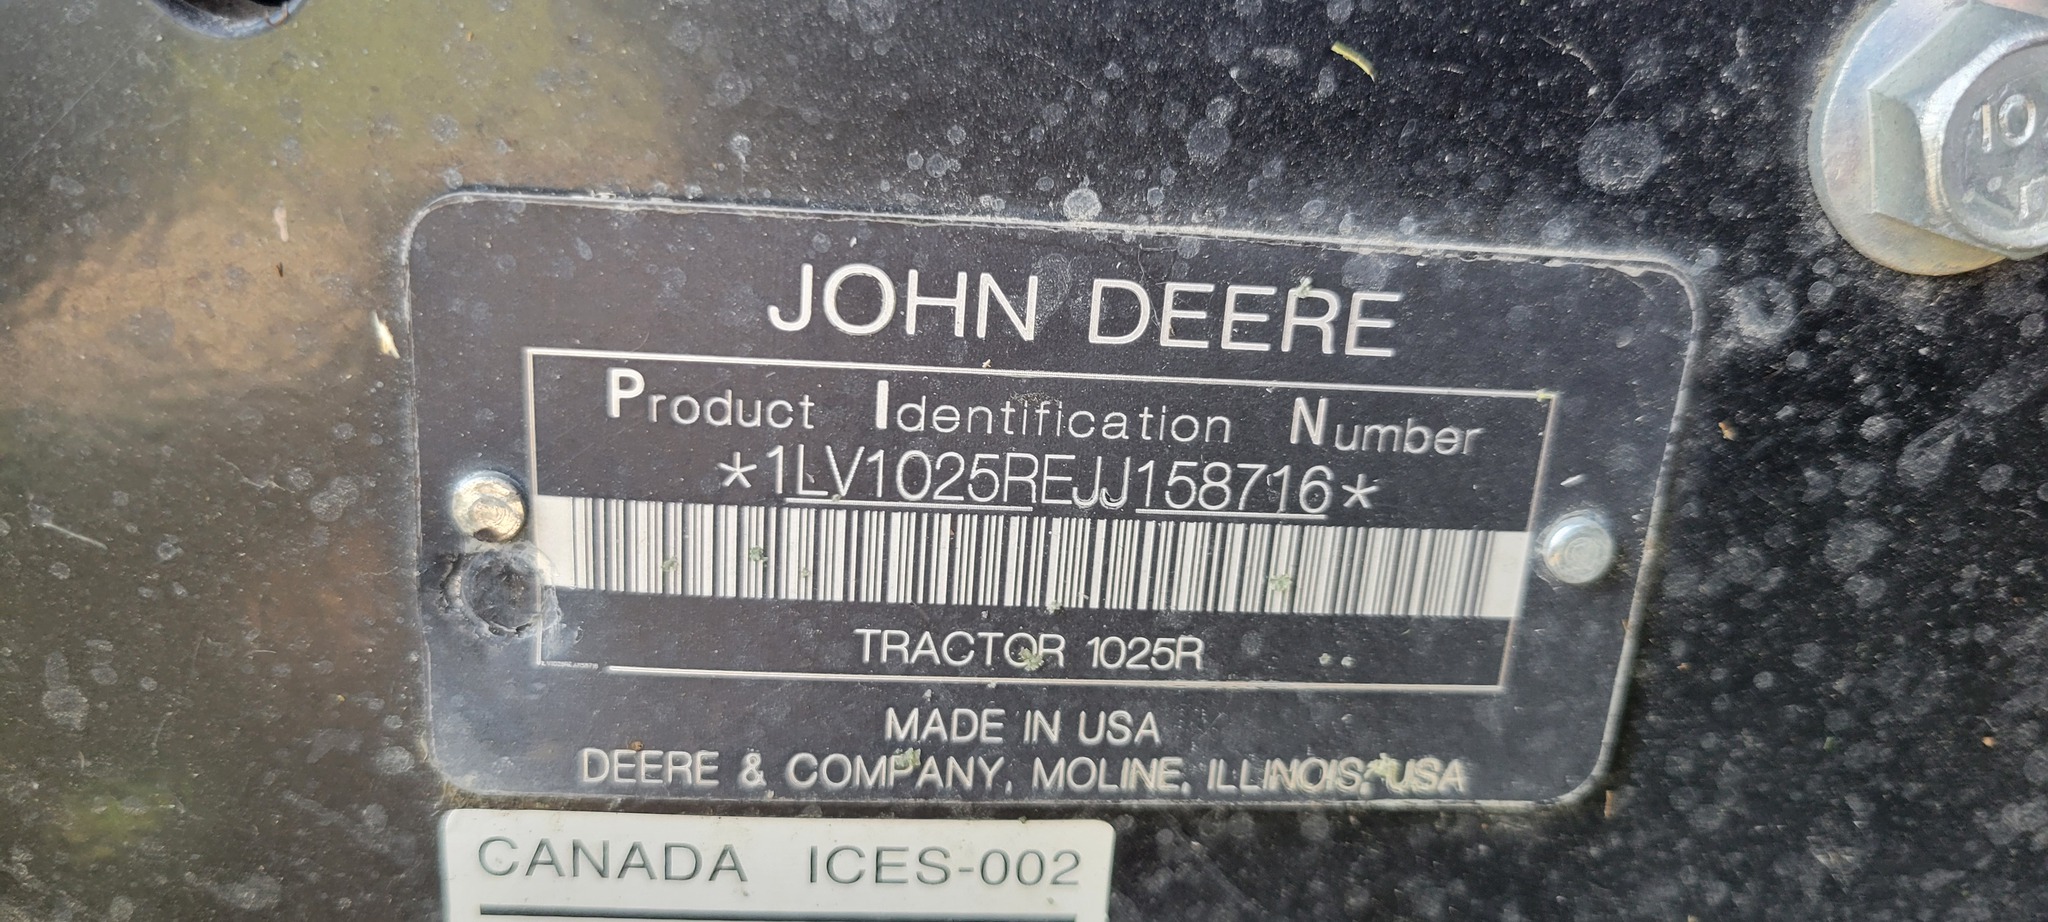 JOHN DEERE
Product Identification Number
*1LV1025REJJ158716*
TRACTOR 1025R
MADE IN USA
DEERE & COMPANY, MOLINE, ILLINOIS, USA
CANADA ICES-002
10